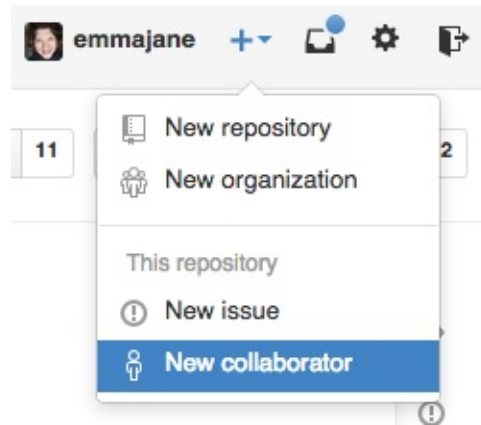 emmajane
11
2
New repository
New organization
This repository
New issue
New collaborator